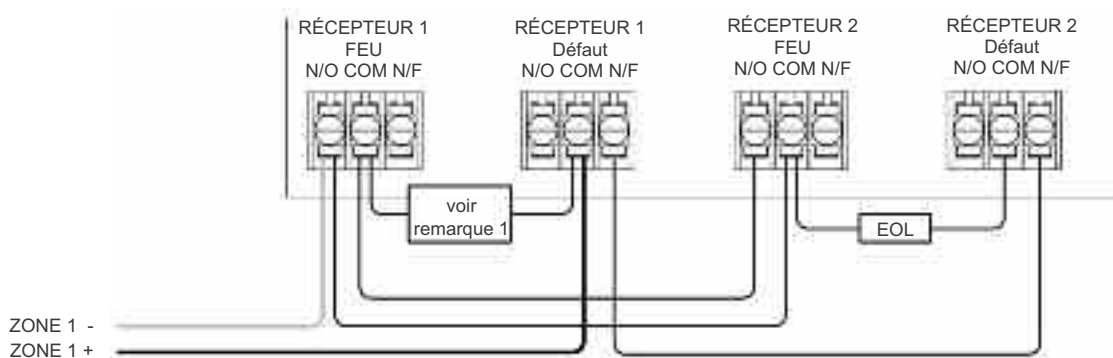 RÉCEPTEUR 1
FEU
N/O COM N/F
RÉCEPTEUR 1
Défaut
N/O COM N/F
RÉCEPTEUR 2
FEU
N/O COM N/F
RÉCEPTEUR 2
Défaut
N/O COM N/F
voir
remarque 1
EOL
ZONE 1 -
ZONE 1 +